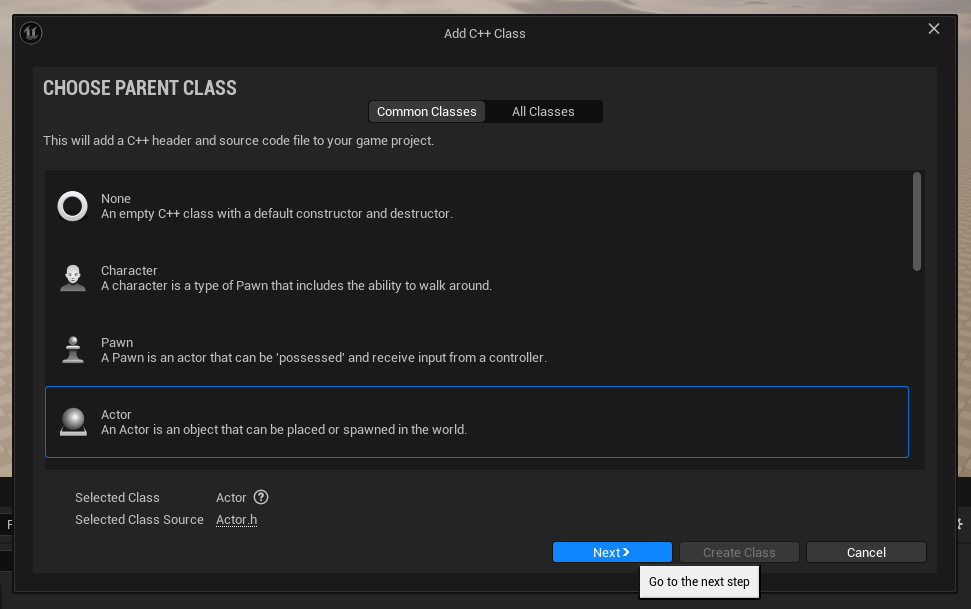 Add C++ Class
CHOOSE PARENT CLASS
Common Classes
All Classes
This will add a C++ header and source code file to your game project.
None
An empty C++ class with a default constructor and destructor.
Character
A character is a type of Pawn that includes the ability to walk around.
Pawn
A Pawn is an actor that can be 'possessed' and receive input from a controller.
Actor
An Actor is an object that can be placed or spawned in the world.
Selected Class Actor ?
Selected Class Source Actor.h
Next
Create Class
Cancel
Go to the next step